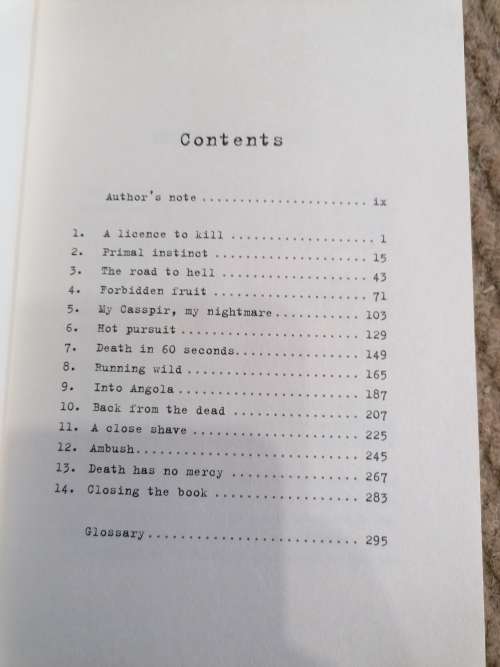 Contents
Author's note ...................... ix
1. A licence to kill ................... 1
2. Primal instinct ................... 15
3. The road to hell .................. 43
4. Forbidden fruit ................... 71
5. My Casspir, my nightmare........... 103
6. Hot pursuit ....................... 129
7. Death in 60 seconds................ 149
8. Running wild ...................... 165
9. Into Angola ....................... 187
10. Back from the dead ................ 207
11. A close shave ..................... 225
12. Ambush............................ 245
13. Death has no mercy ................ 267
14. Closing the book .................. 283
Glossary........................... 295